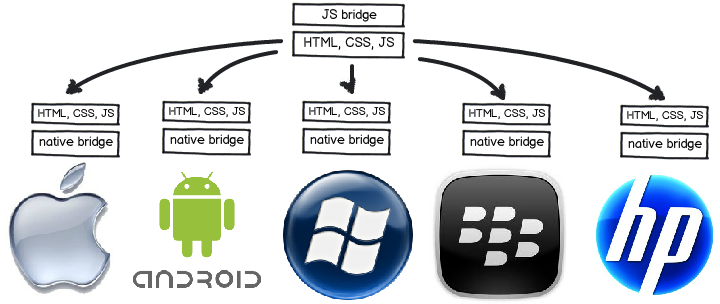 JS bridge
HTML, CSS, JS
HTML, CSS, JS
HTML, CSS, JS
HTML, CSS, JS
HTML, CSS, JS
HTML, CSS, JS
native bridge
native bridge
native bridge
native bridge
native bridge
ANDROID
hp